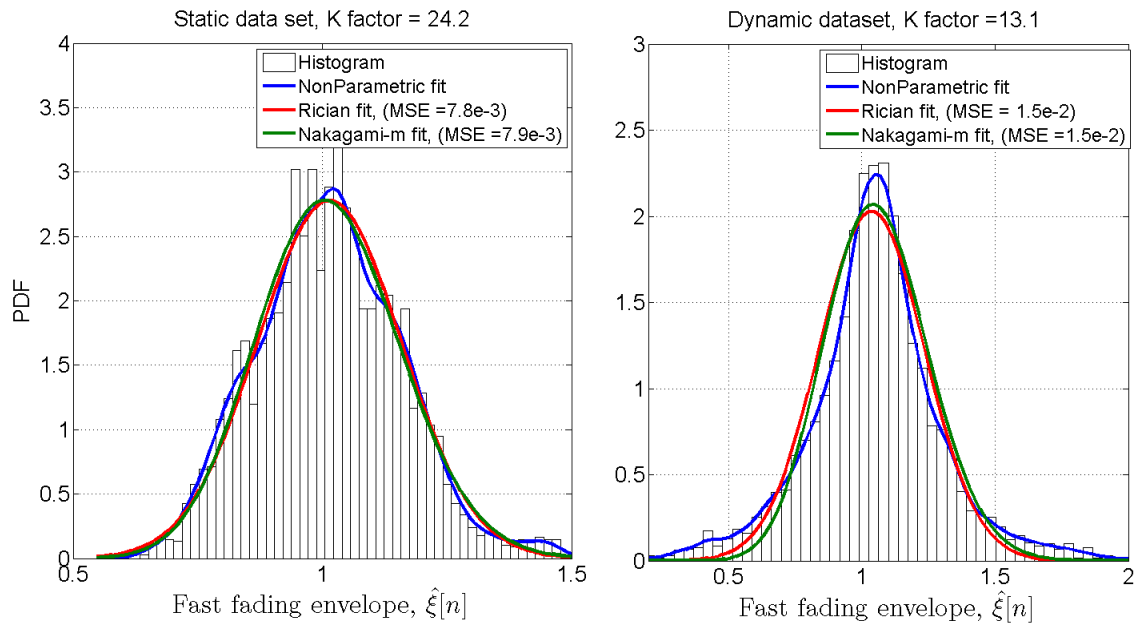 Static data set, K factor = 24.2
Histogram
NonParametric fit
Rician fit, (MSE =7.8e-3)
Nakagami-m fit, (MSE =7.9e-3)
PDF
4
3.5
3
2.5
2
1.5
1
0.5
0
0.5
1
1.5
Fast fading envelope, ξ̂[n]
Dynamic dataset, K factor =13.1
Histogram
NonParametric fit
Rician fit, (MSE = 1.5e-2)
Nakagami-m fit, (MSE =1.5e-2)
3
2.5
2
1.5
1
0.5
0
0.5
1
1.5
2
Fast fading envelope, ξ̂[n]